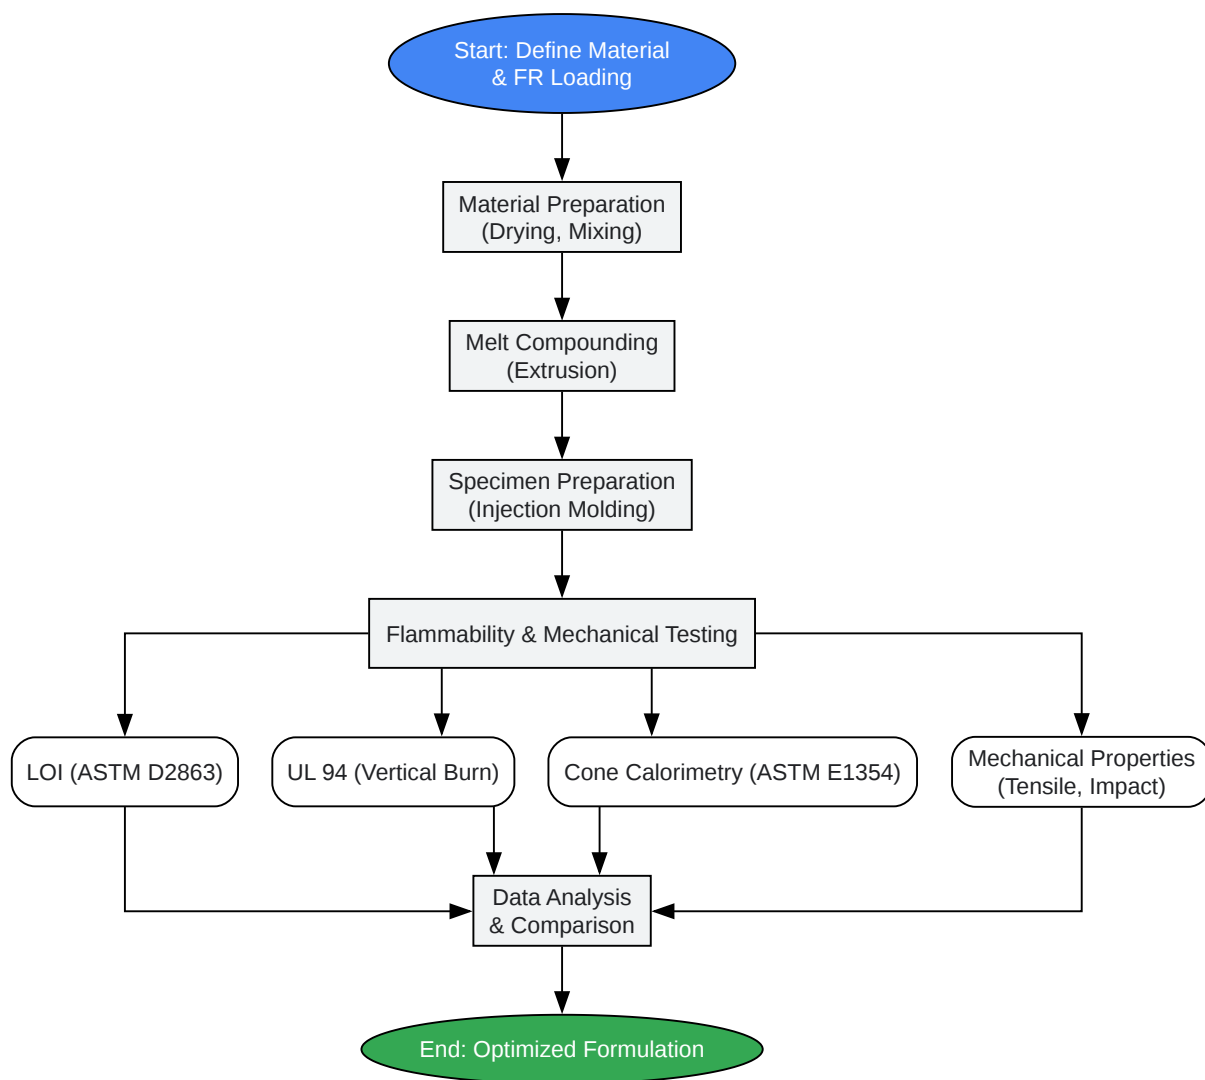 Start: Define Material
& FR Loading
Material Preparation
(Drying, Mixing)
Melt Compounding
(Extrusion)
Specimen Preparation
(Injection Molding)
Flammability & Mechanical Testing
LOI (ASTM D2863)
UL 94 (Vertical Burn)
Cone Calorimetry (ASTM E1354)
Mechanical Properties
(Tensile, Impact)
Data Analysis
& Comparison
End: Optimized Formulation